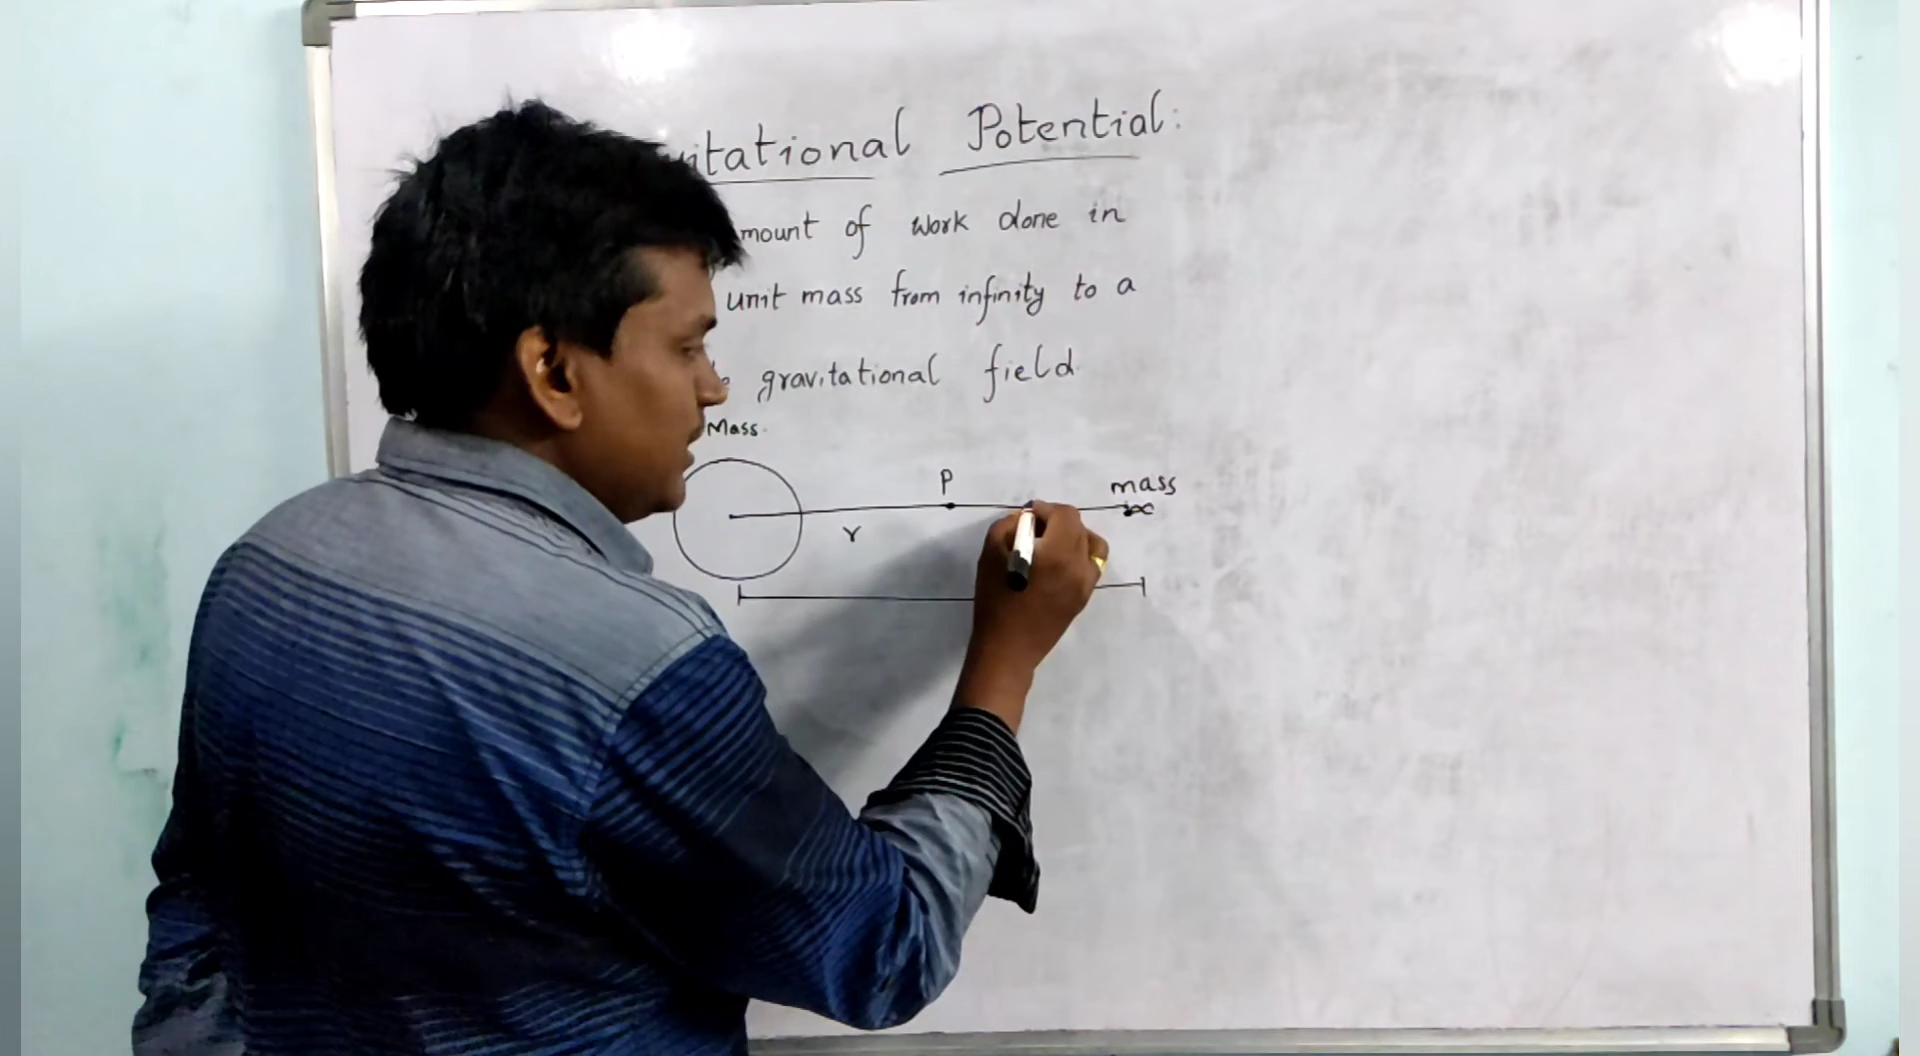 itational Potential:
mount of work done in
unit mass from infinity to a
gravitational field.
Mass.
P
mass
r
∞